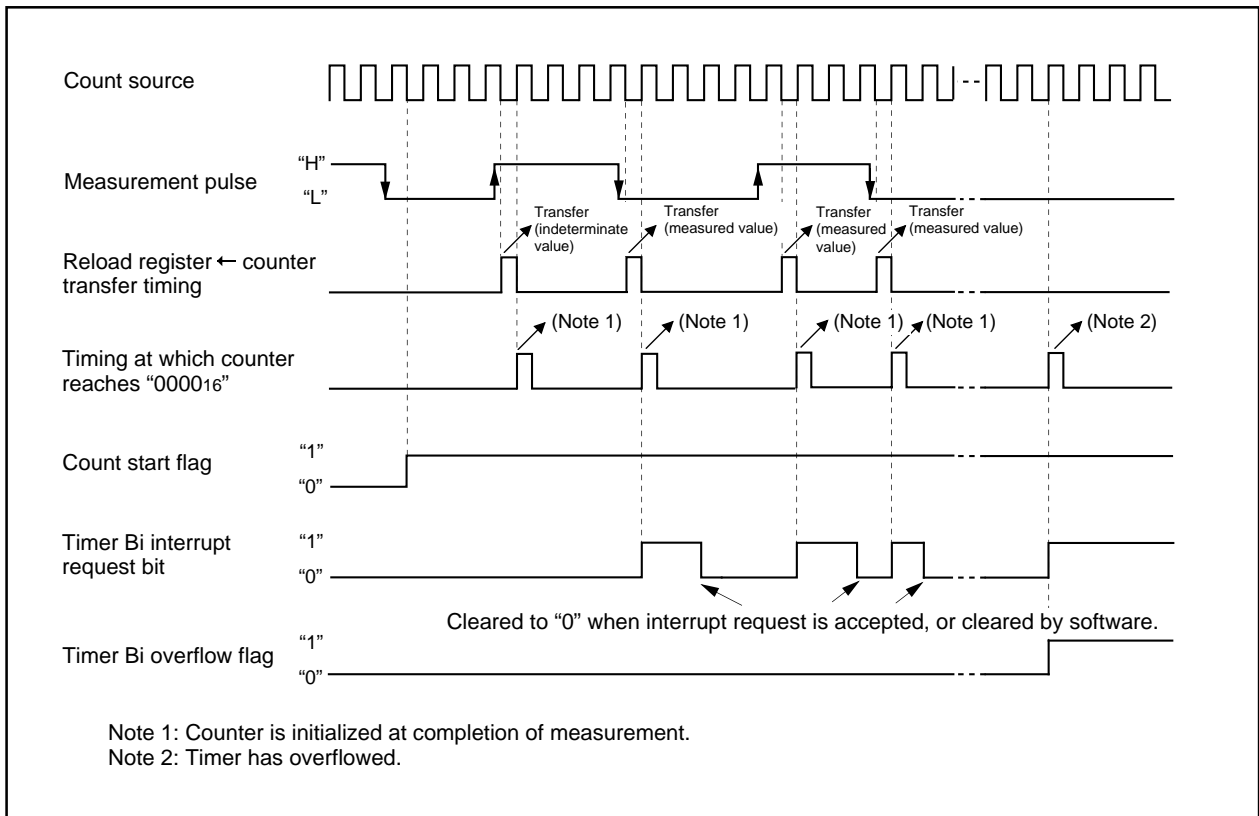 Count source
“H”
Measurement pulse
“L”
Transfer
(indeterminate
value)
Transfer
(measured value)
Transfer
(measured
value)
Transfer
(measured value)
Reload register ← counter
transfer timing
(Note 1)
(Note 1)
(Note 1)
(Note 1)
(Note 2)
Timing at which counter
reaches “000016”
Count start flag
“1”
“0”
Timer Bi interrupt
request bit
“1”
“0”
Cleared to “0” when interrupt request is accepted, or cleared by software.
Timer Bi overflow flag
“1”
“0”
Note 1: Counter is initialized at completion of measurement.
Note 2: Timer has overflowed.